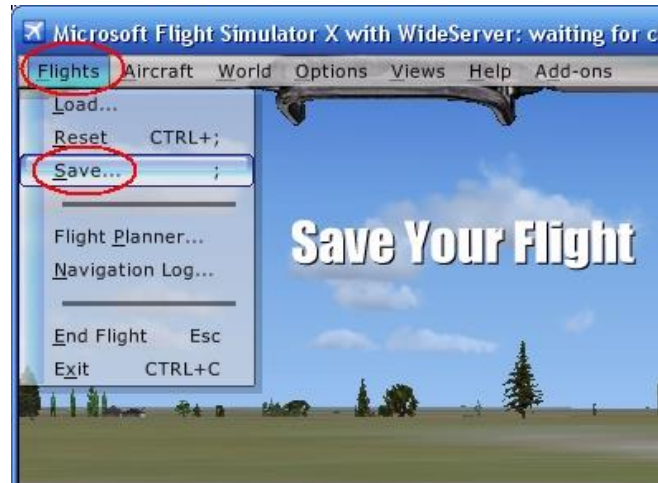 Microsoft Flight Simulator X with WideServer: waiting for c
Flights Aircraft World Options Views Help Add-ons
Load...
Reset CTRL+;
Save... ;
Flight Planner...
Navigation Log...
End Flight Esc
Exit CTRL+C
Save Your Flight